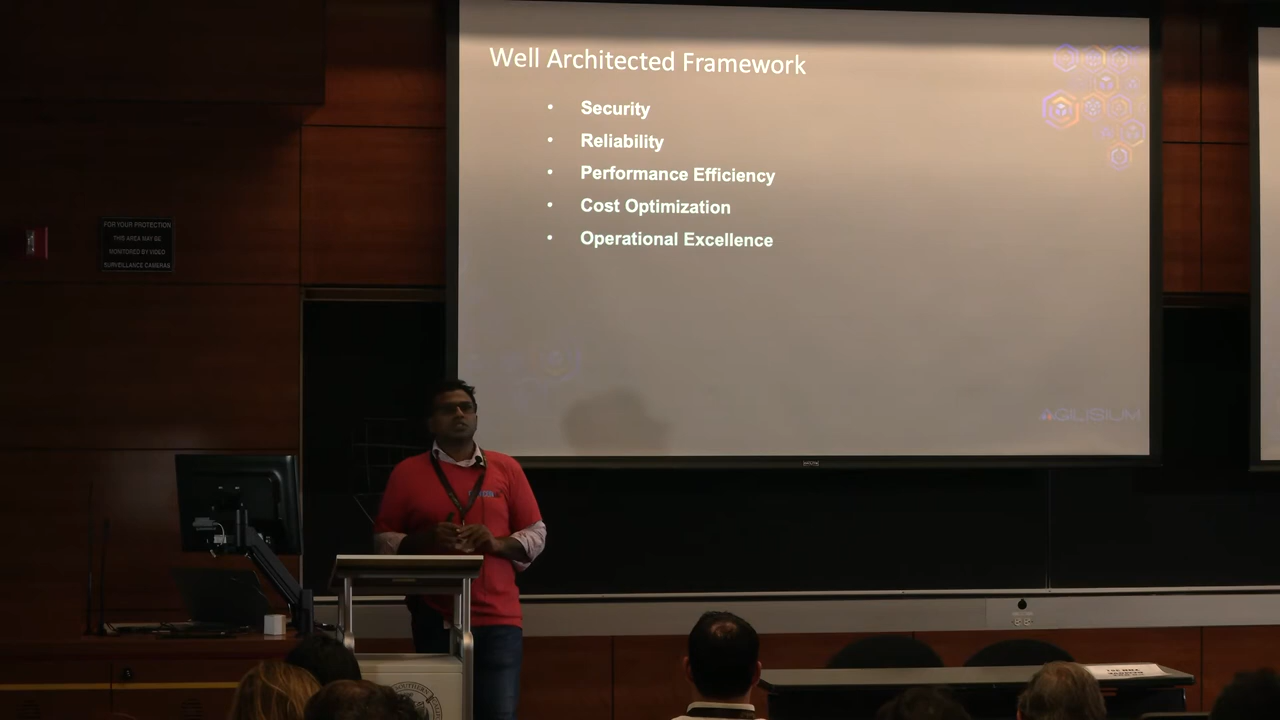 Well Architected Framework
• Security
• Reliability
• Performance Efficiency
• Cost Optimization
• Operational Excellence
AGILISIUM
FOR YOUR PROTECTION
THIS AREA MAY BE
MONITORED BY VIDEO
SURVEILLANCE CAMERAS
SOUTHERN